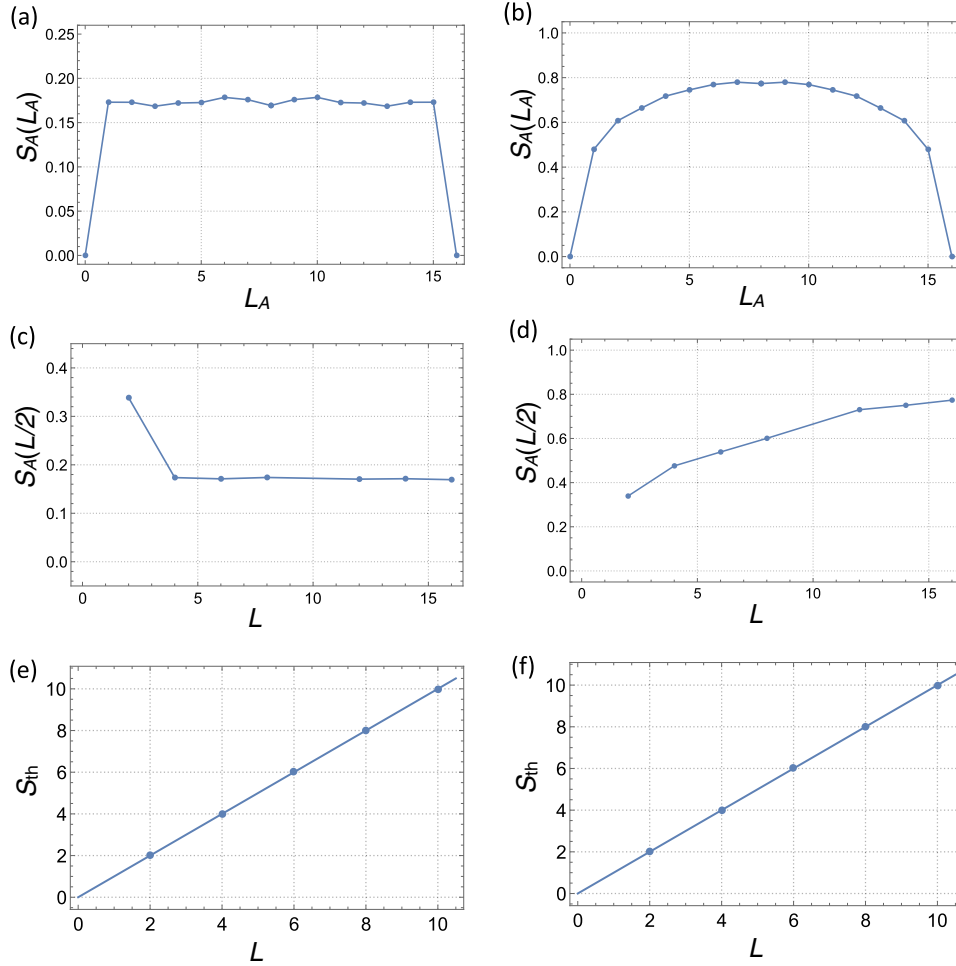 (a)
S_A(L_A)
0.25
0.20
0.15
0.10
0.05
0.00
0 5 10 15
L_A
(b)
S_A(L_A)
1.0
0.8
0.6
0.4
0.2
0.0
0 5 10 15
L_A
(c)
S_A(L/2)
0.4
0.3
0.2
0.1
0.0
0 5 10 15
L
(d)
S_A(L/2)
1.0
0.8
0.6
0.4
0.2
0.0
0 5 10 15
L
(e)
S_th
10
8
6
4
2
0
0 2 4 6 8 10
L
(f)
S_th
10
8
6
4
2
0
0 2 4 6 8 10
L